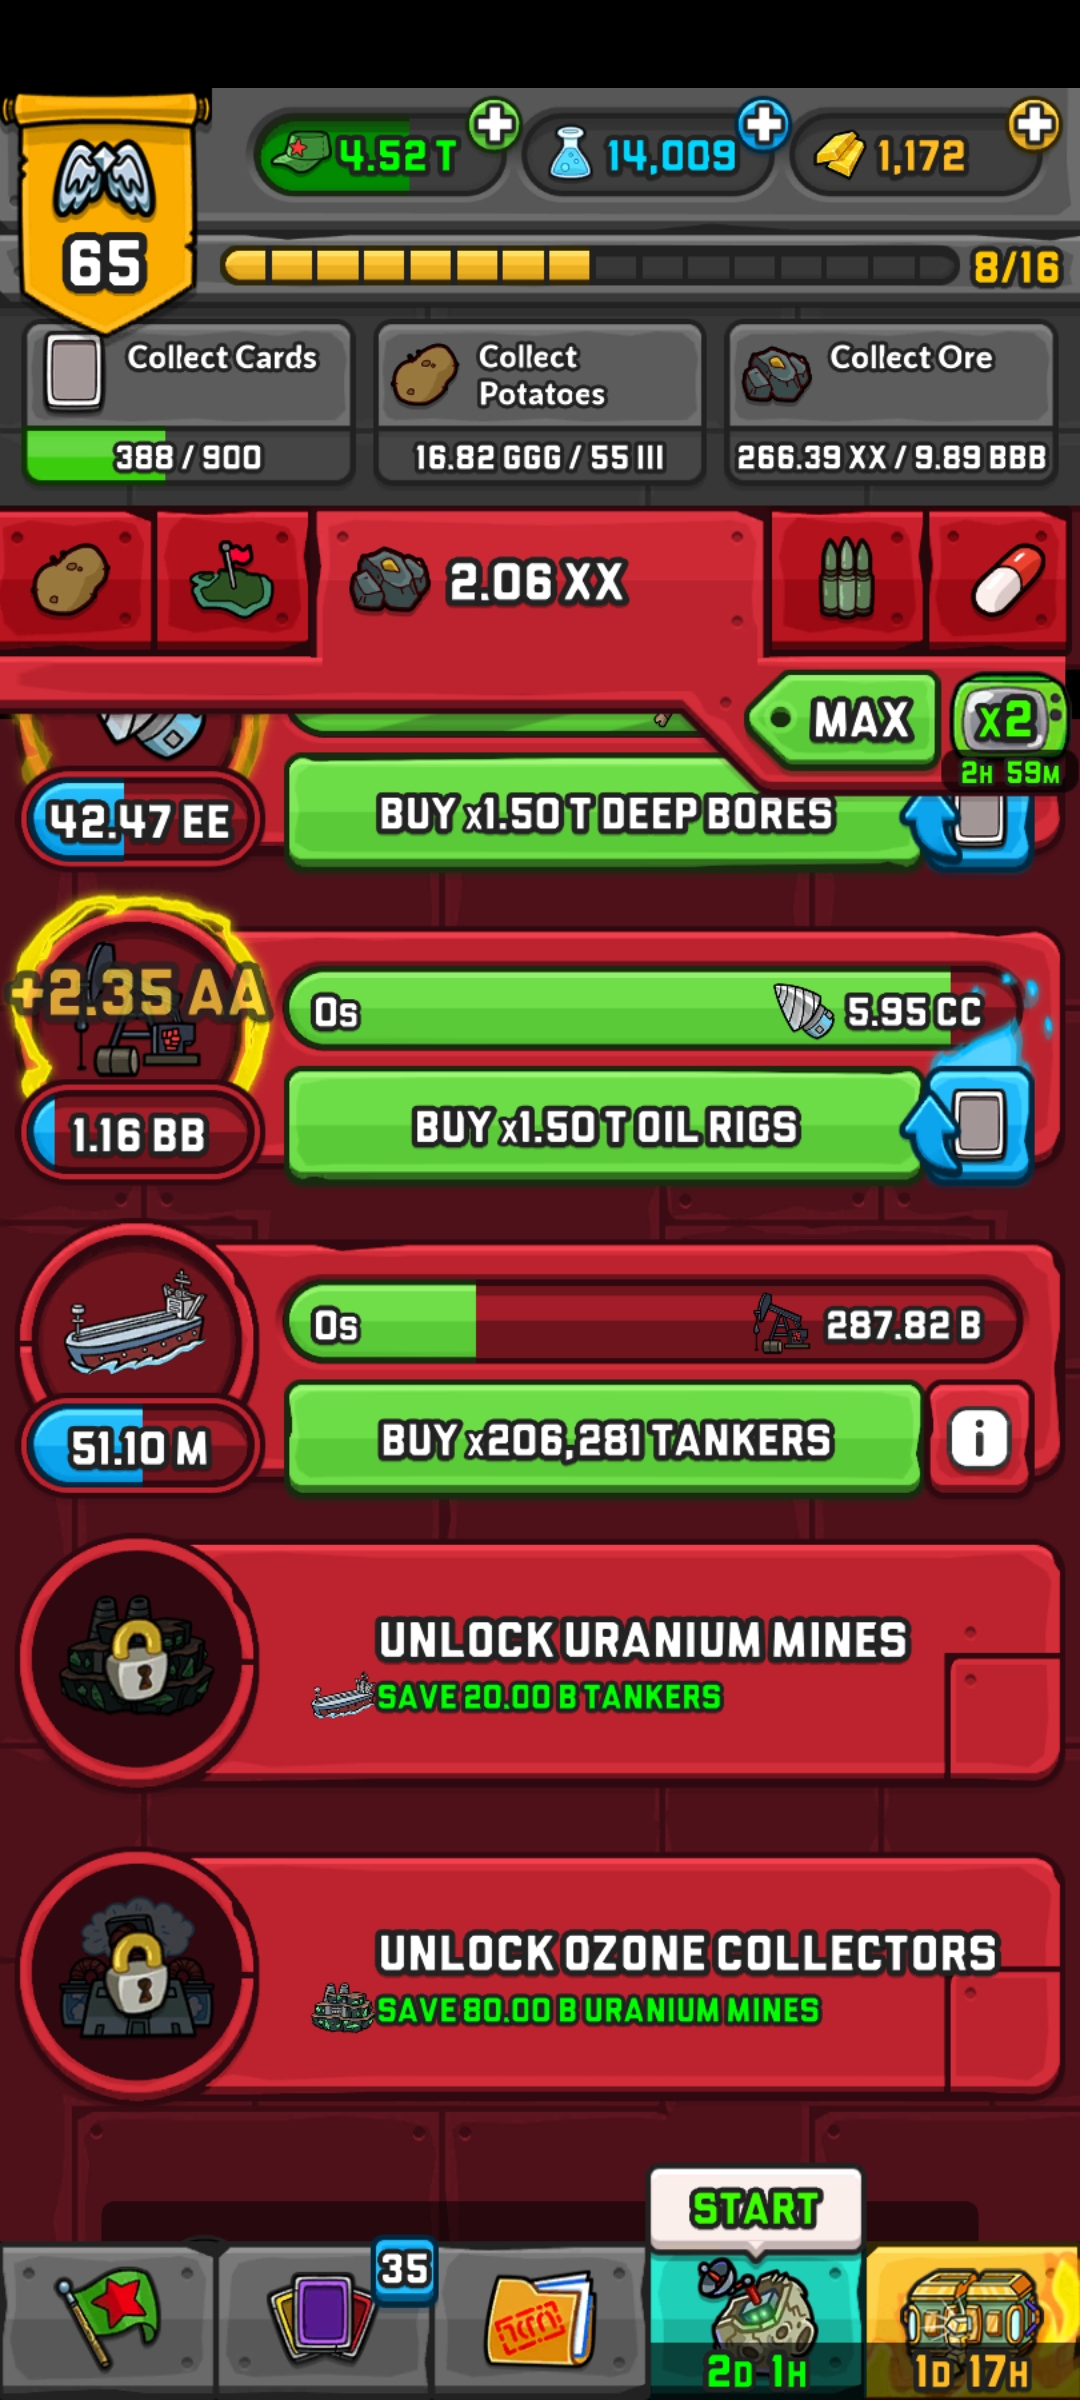 4.52 T
14,009
1,172
65
8/16
Collect Cards
388 / 900
Collect
Potatoes
16.82 GGG / 55 III
Collect Ore
266.39 XX / 9.89 BBB
2.06 XX
MAX
x2
2H 59M
42.47 EE
BUY x1.50 T DEEP BORES
+2.35 AA
0s
5.95 CC
1.16 BB
BUY x1.50 T OIL RIGS
0s
287.82 B
51.10 M
BUY x206,281 TANKERS
i
UNLOCK URANIUM MINES
SAVE 20.00 B TANKERS
UNLOCK OZONE COLLECTORS
SAVE 80.00 B URANIUM MINES
START
35
2D 1H
1D 17H